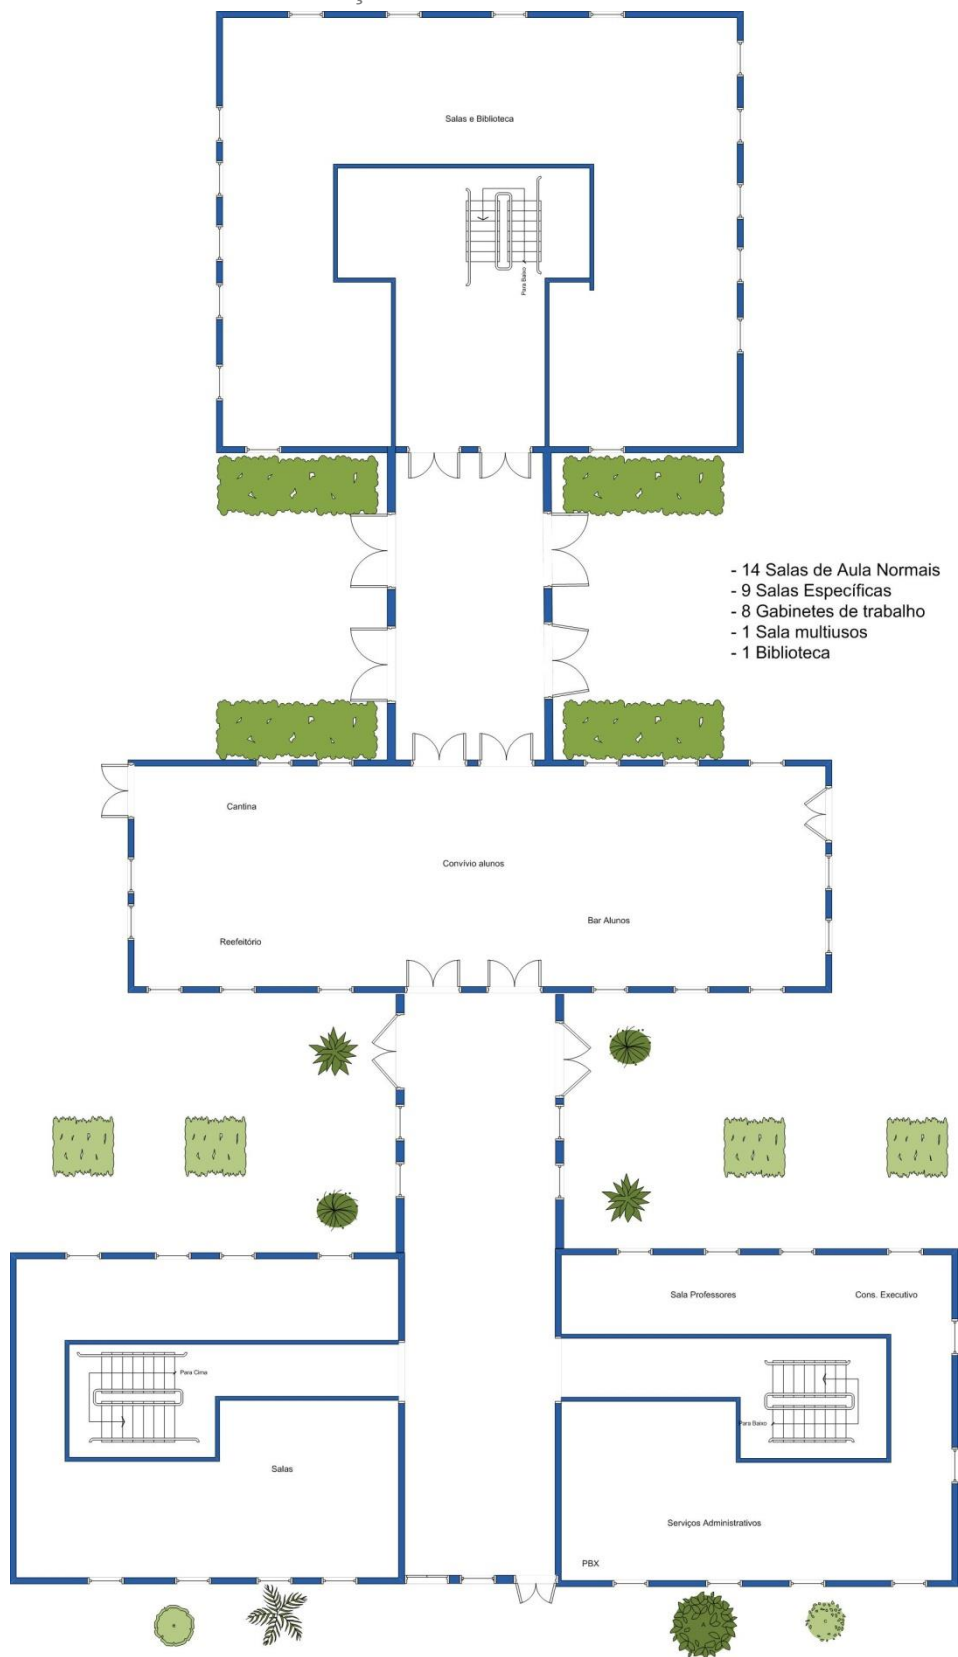 Salas e Biblioteca
Para Baixo
- 14 Salas de Aula Normais
- 9 Salas Específicas
- 8 Gabinetes de trabalho
- 1 Sala multiusos
- 1 Biblioteca
Cantina
Convívio alunos
Bar Alunos
Reefeitório
Sala Professores
Cons. Executivo
Para Cima
Para Baixo
Salas
Serviços Administrativos
PBX